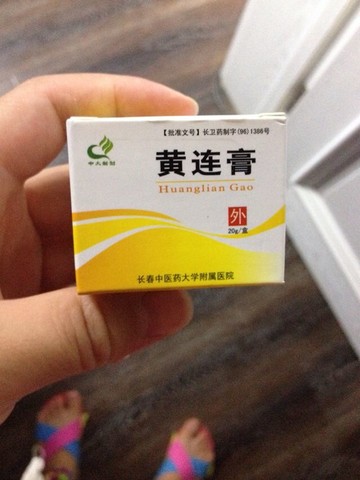 【批准文号】长卫药制字(96)1386号
黄连膏
Huanglian Gao
外
20g/盒
长春中医药大学附属医院